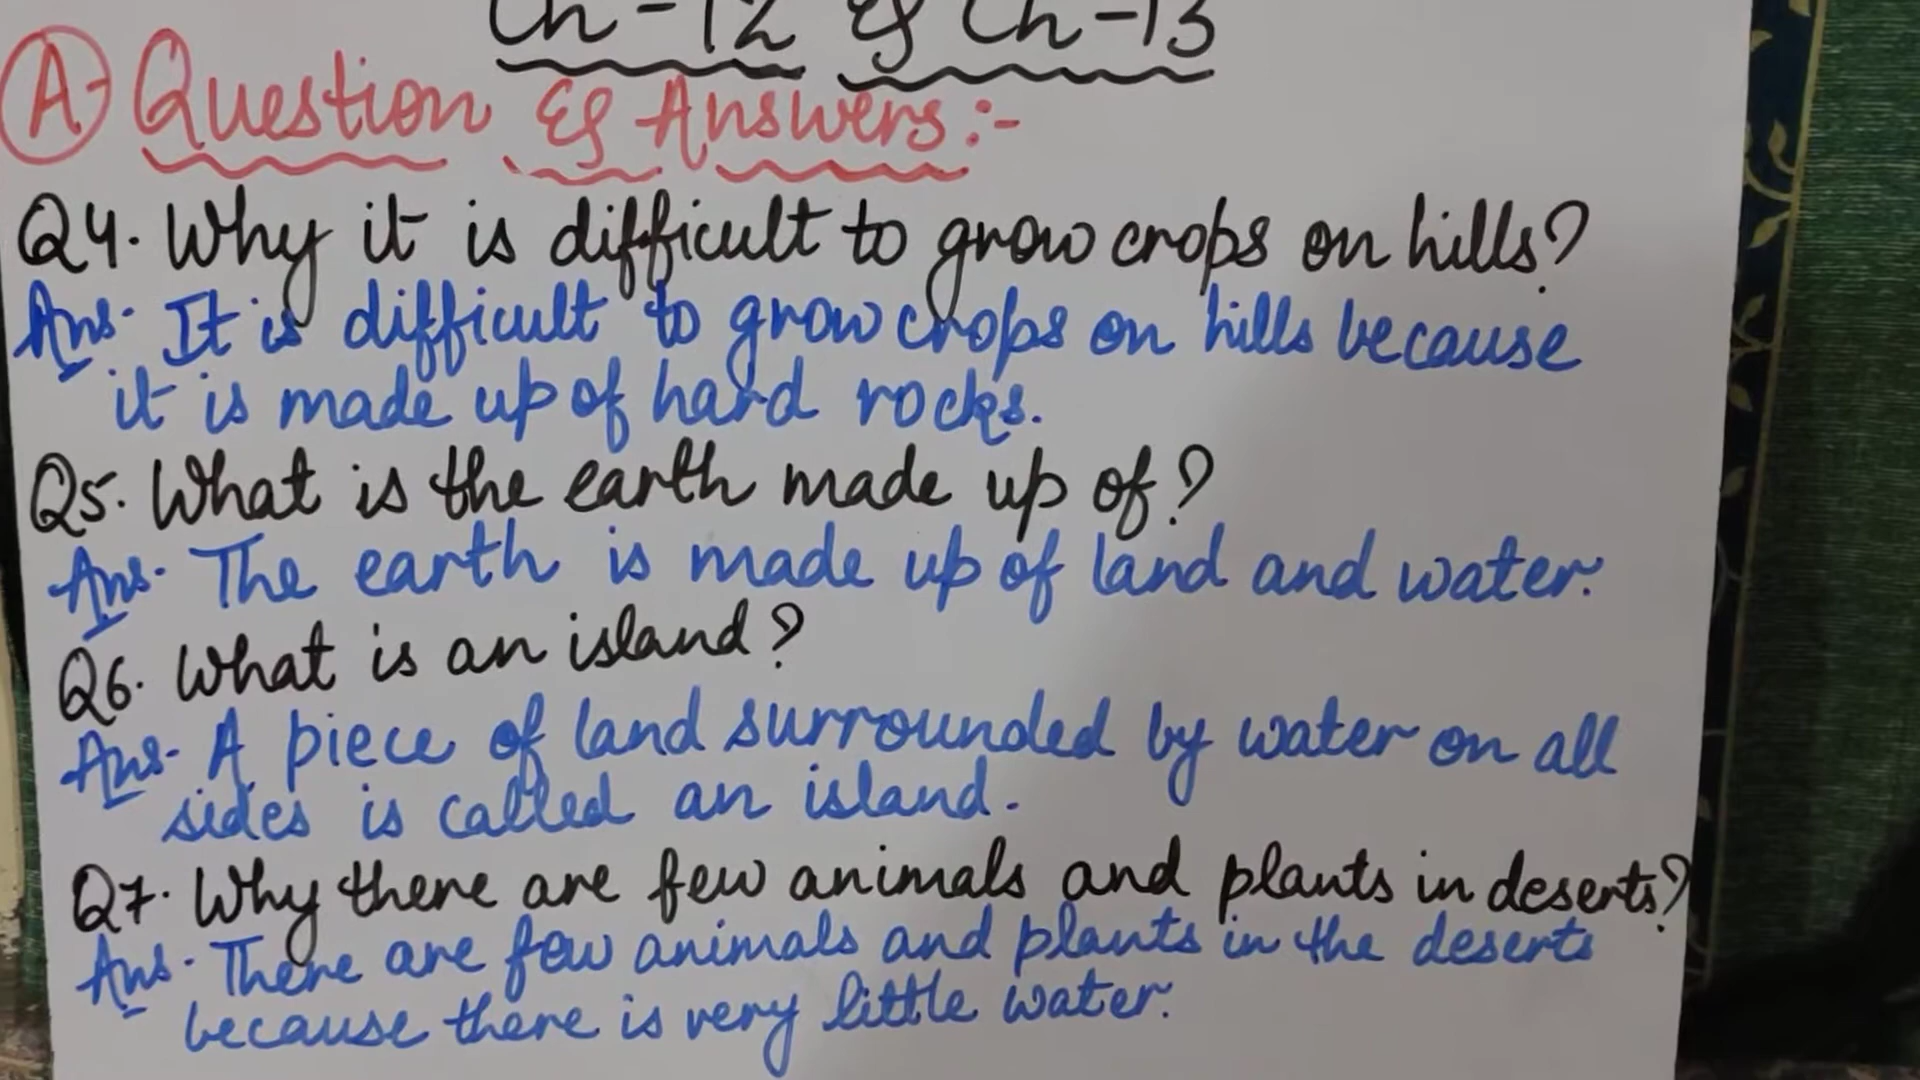 Ch-12 & Ch-13
A- Question & Answers:-
Q4. Why it is difficult to grow crops on hills?
Ans- It is difficult to grow crops on hills because
it is made up of hard rocks.
Q5. What is the earth made up of?
Ans- The earth is made up of land and water.
Q6. What is an island?
Ans- A piece of land surrounded by water on all
sides is called an island.
Q7. Why there are few animals and plants in deserts?
Ans- There are few animals and plants in the deserts
because there is very little water.